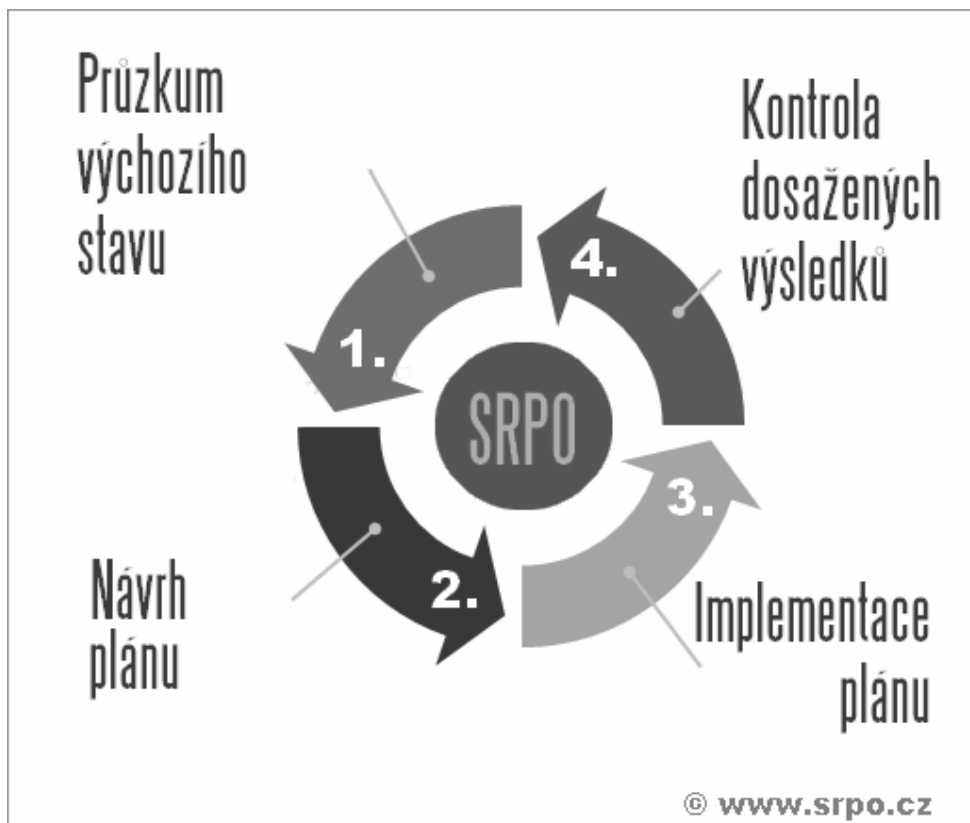 Průzkum
výchozího
stavu
1.
Návrh
plánu
2.
Implementace
plánu
3.
Kontrola
dosažených
výsledků
4.
SRPO
© www.srpo.cz